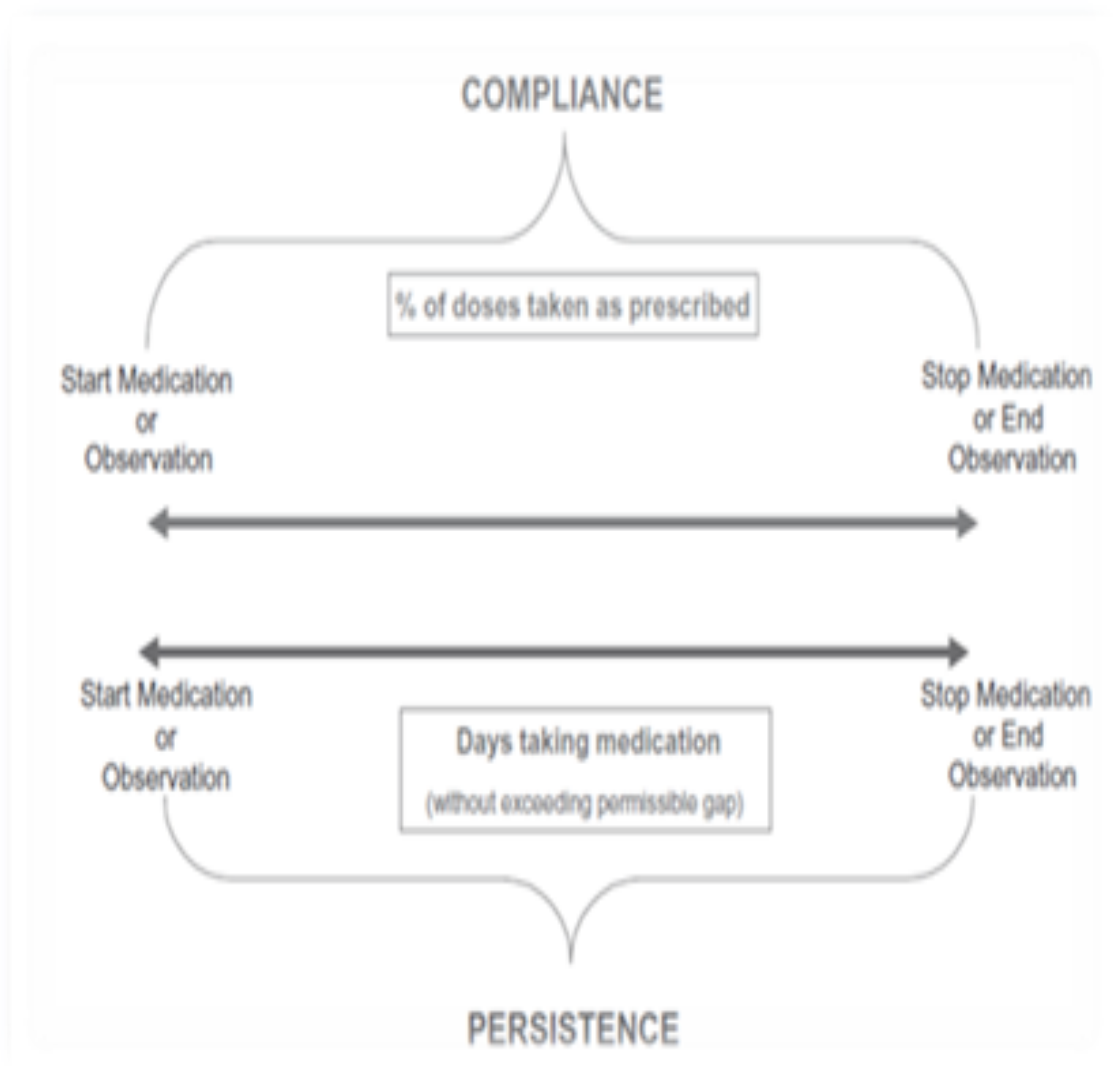 COMPLIANCE
% of doses taken as prescribed
Start Medication
or
Observation
Stop Medication
or End
Observation
Start Medication
or
Observation
Days taking medication
(without exceeding permissible gap)
Stop Medication
or End
Observation
PERSISTENCE